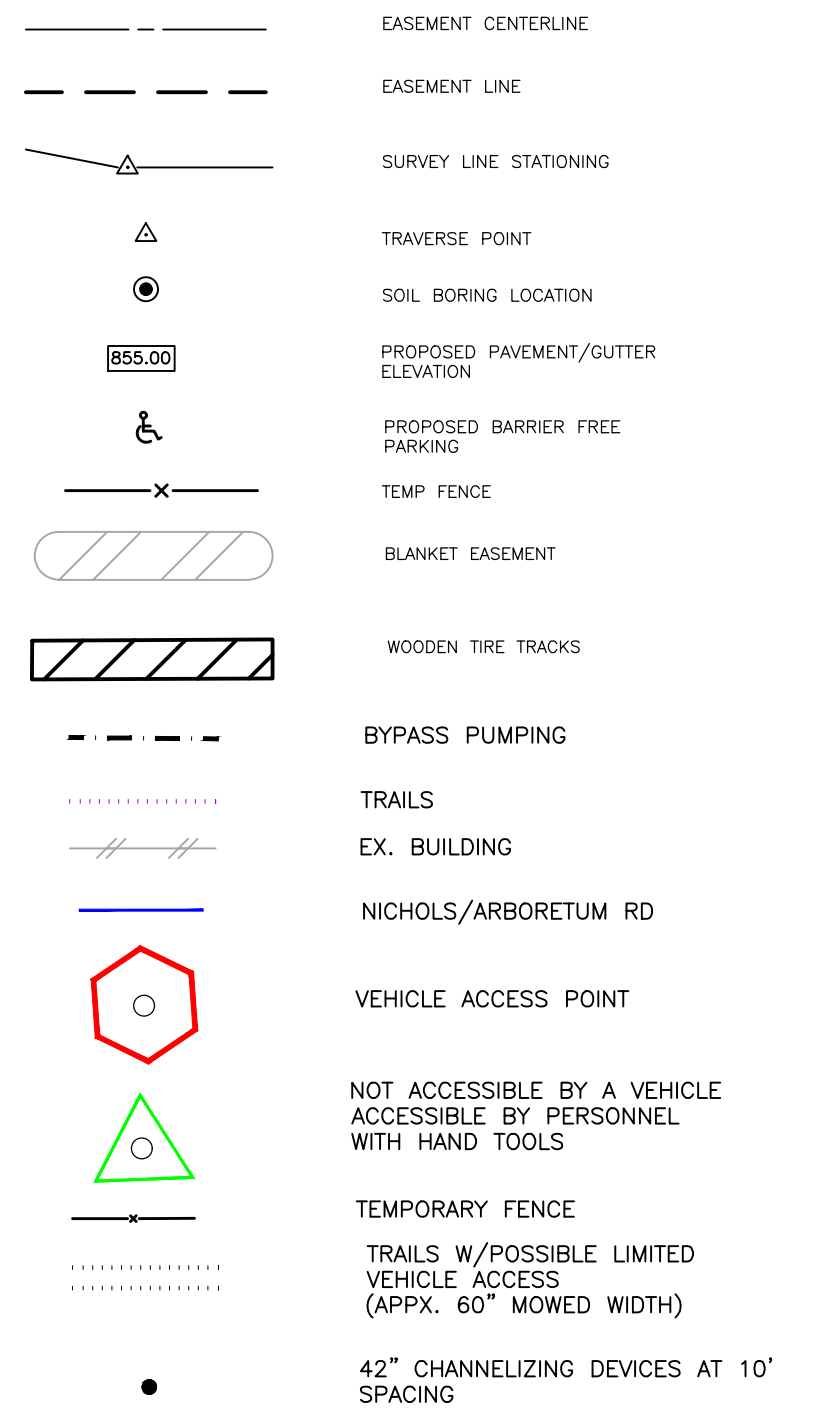 EASEMENT CENTERLINE
EASEMENT LINE
SURVEY LINE STATIONING
TRAVERSE POINT
SOIL BORING LOCATION
855.00
PROPOSED PAVEMENT/GUTTER
ELEVATION
PROPOSED BARRIER FREE
PARKING
TEMP FENCE
BLANKET EASEMENT
WOODEN TIRE TRACKS
BYPASS PUMPING
TRAILS
EX. BUILDING
NICHOLS/ARBORETUM RD
VEHICLE ACCESS POINT
NOT ACCESSIBLE BY A VEHICLE
ACCESSIBLE BY PERSONNEL
WITH HAND TOOLS
TEMPORARY FENCE
TRAILS W/POSSIBLE LIMITED
VEHICLE ACCESS
(APPX. 60" MOWED WIDTH)
42" CHANNELIZING DEVICES AT 10'
SPACING